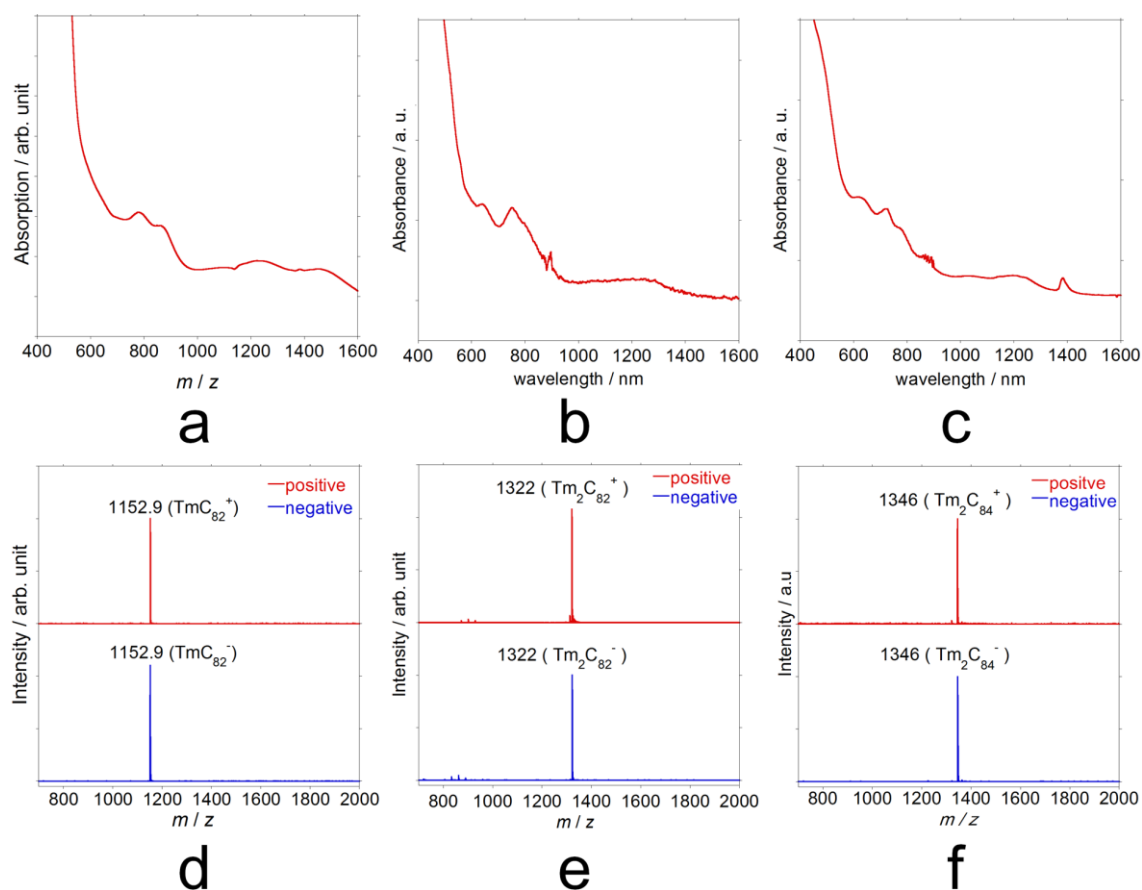 Absorption / arb. unit
400 600 800 1000 1200 1400 1600
m / z
a
Absorbance / a. u.
400 600 800 1000 1200 1400 1600
wavelength / nm
b
Absorbance / a. u.
400 600 800 1000 1200 1400 1600
wavelength / nm
c
Intensity / arb. unit
positive
negative
1152.9 (TmC82+)
1152.9 (TmC82-)
800 1000 1200 1400 1600 1800 2000
m / z
d
Intensity / arb. unit
positive
negative
1322 ( Tm2C82+)
1322 ( Tm2C82-)
800 1000 1200 1400 1600 1800 2000
m / z
e
Intensity / a.u
positive
negative
1346 ( Tm2C84+)
1346 ( Tm2C84-)
800 1000 1200 1400 1600 1800 2000
m / z
f